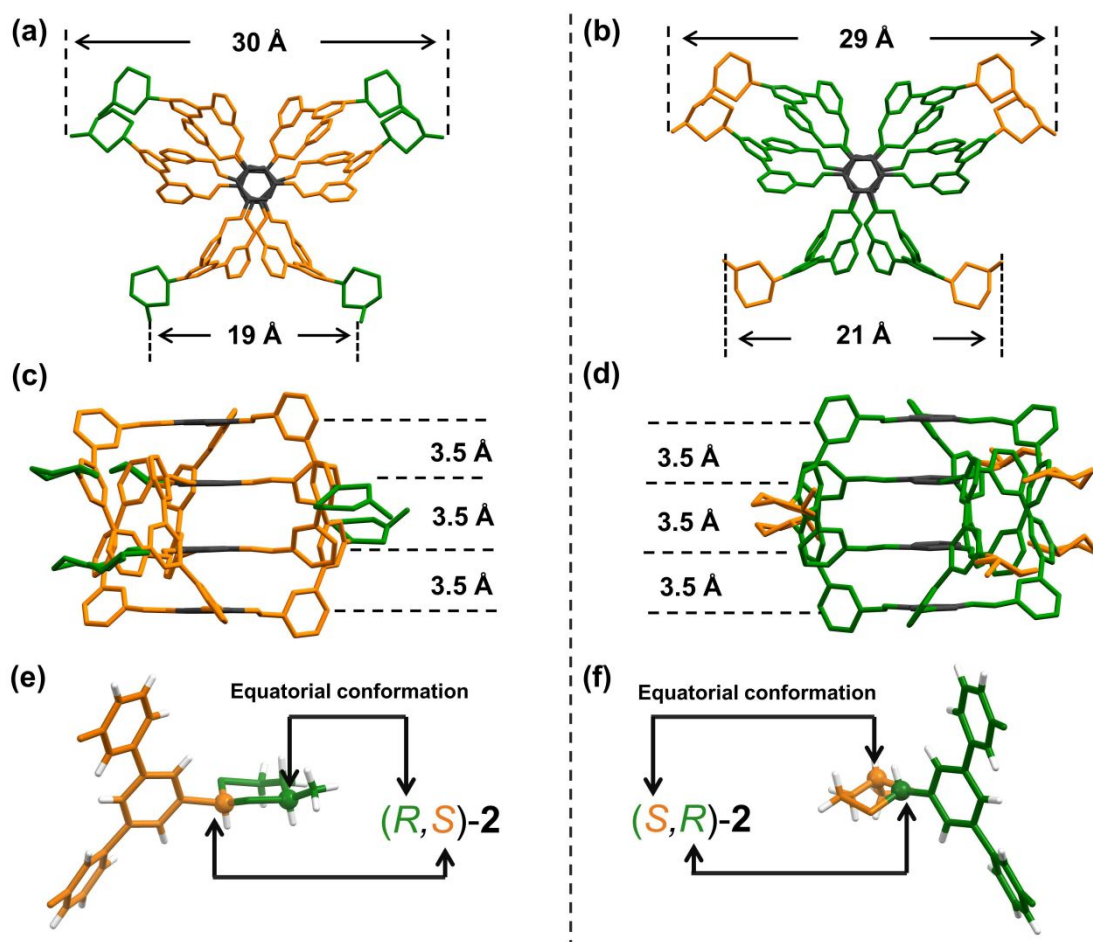 (a)
30 Å
19 Å
(b)
29 Å
21 Å
(c)
3.5 Å
3.5 Å
3.5 Å
(d)
3.5 Å
3.5 Å
3.5 Å
(e)
Equatorial conformation
(R,S)-2
(f)
Equatorial conformation
(S,R)-2